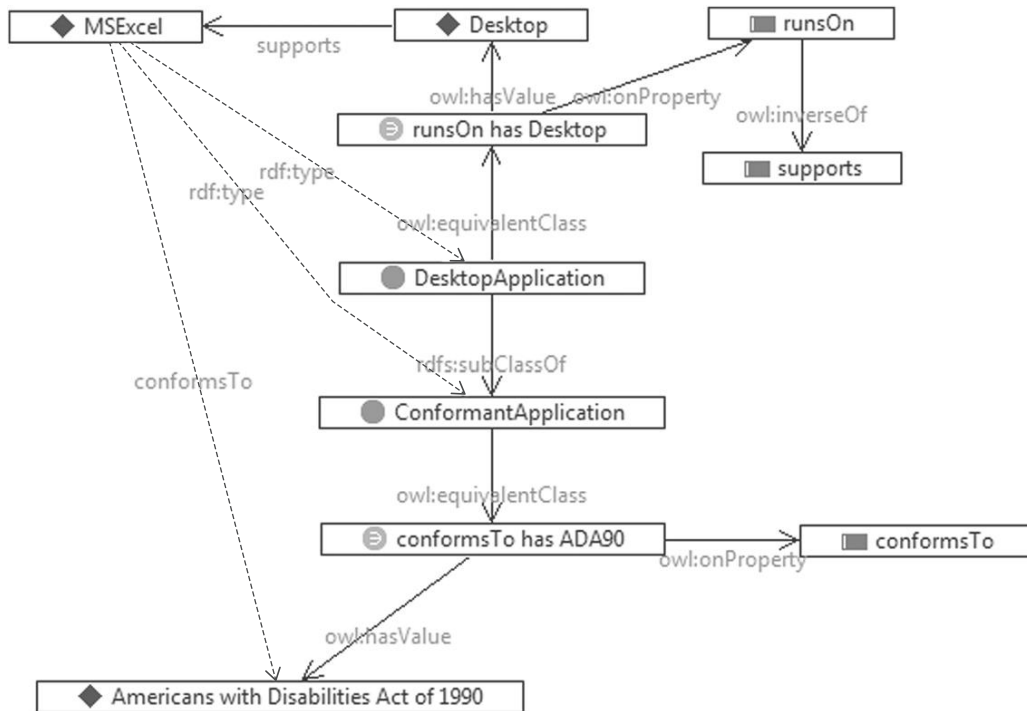 MSExcel
Desktop
runsOn
supports
owl:hasValue
owl:onProperty
owl:inverseOf
runsOn has Desktop
supports
rdf:type
rdf:type
owl:equivalentClass
DesktopApplication
rdfs:subClassOf
conformsTo
ConformantApplication
owl:equivalentClass
conformsTo has ADA90
conformsTo
owl:onProperty
owl:hasValue
Americans with Disabilities Act of 1990